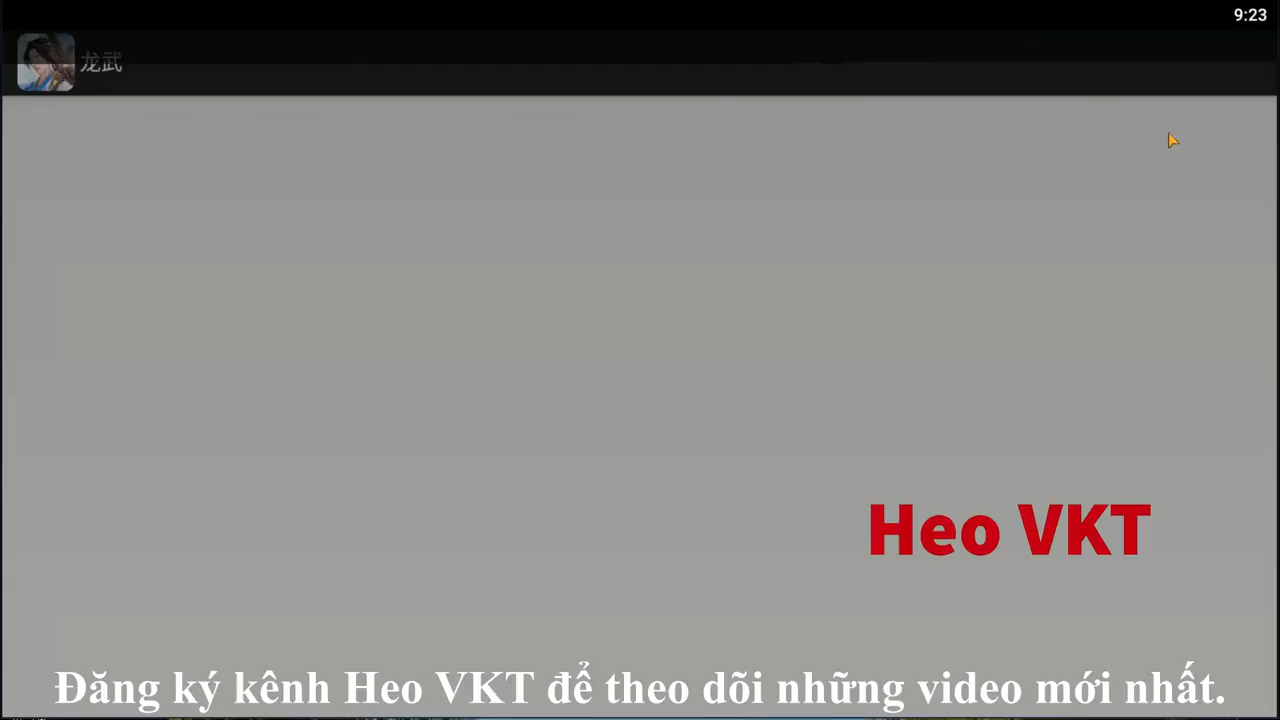 9:23
龙武
Heo VKT
Đăng ký kênh Heo VKT để theo dõi những video mới nhất.